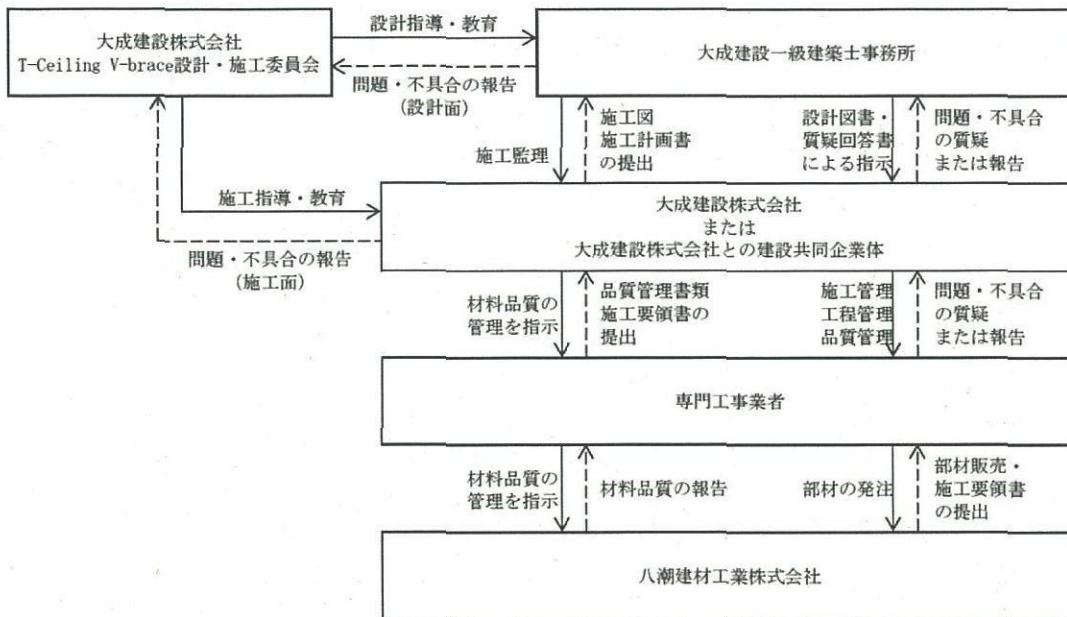 大成建設株式会社
T-Ceiling V-brace設計・施工委員会
設計指導・教育
問題・不具合の報告
(設計面)
大成建設一級建築士事務所
施工監理
施工図
施工計画書
の提出
設計図書・
質疑回答書
による指示
問題・不具合
の質疑
または報告
施工指導・教育
問題・不具合の報告
(施工面)
大成建設株式会社
または
大成建設株式会社との建設共同企業体
材料品質の
管理を指示
品質管理書類
施工要領書の
提出
施工管理
工程管理
品質管理
問題・不具合
の質疑
または報告
専門工事業者
材料品質の
管理を指示
材料品質の報告
部材の発注
部材販売・
施工要領書
の提出
八潮建材工業株式会社